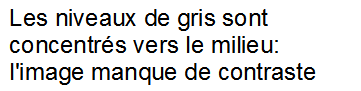 Les niveaux de gris sont
concentrés vers le milieu:
l'image manque de contraste